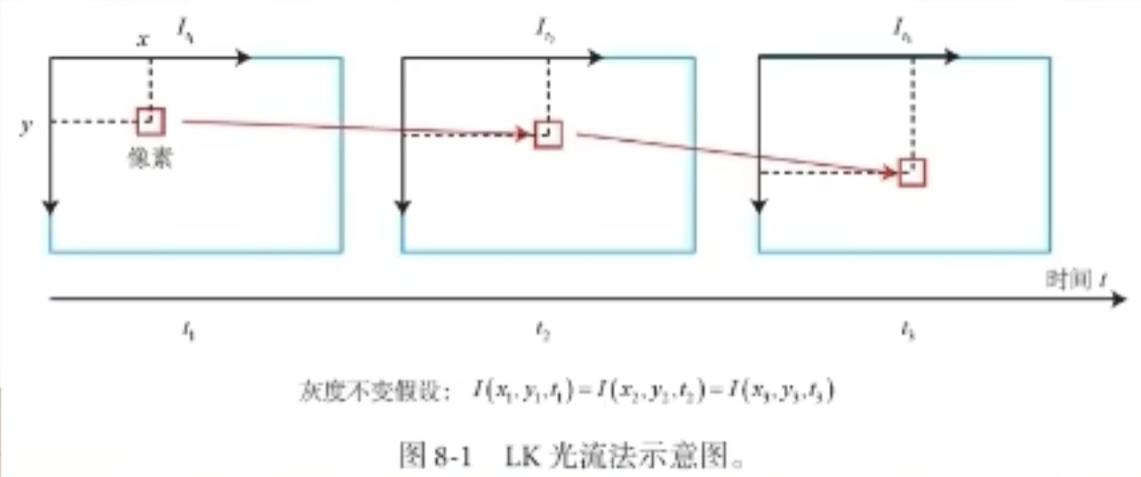 x I_{t_1} I_{t_2} I_{t_3}
y
像素
时间 t
t_1 t_2 t_3
灰度不变假设： I(x_1,y_1,t_1)=I(x_2,y_2,t_2)=I(x_3,y_3,t_3)
图 8-1 LK 光流法示意图。